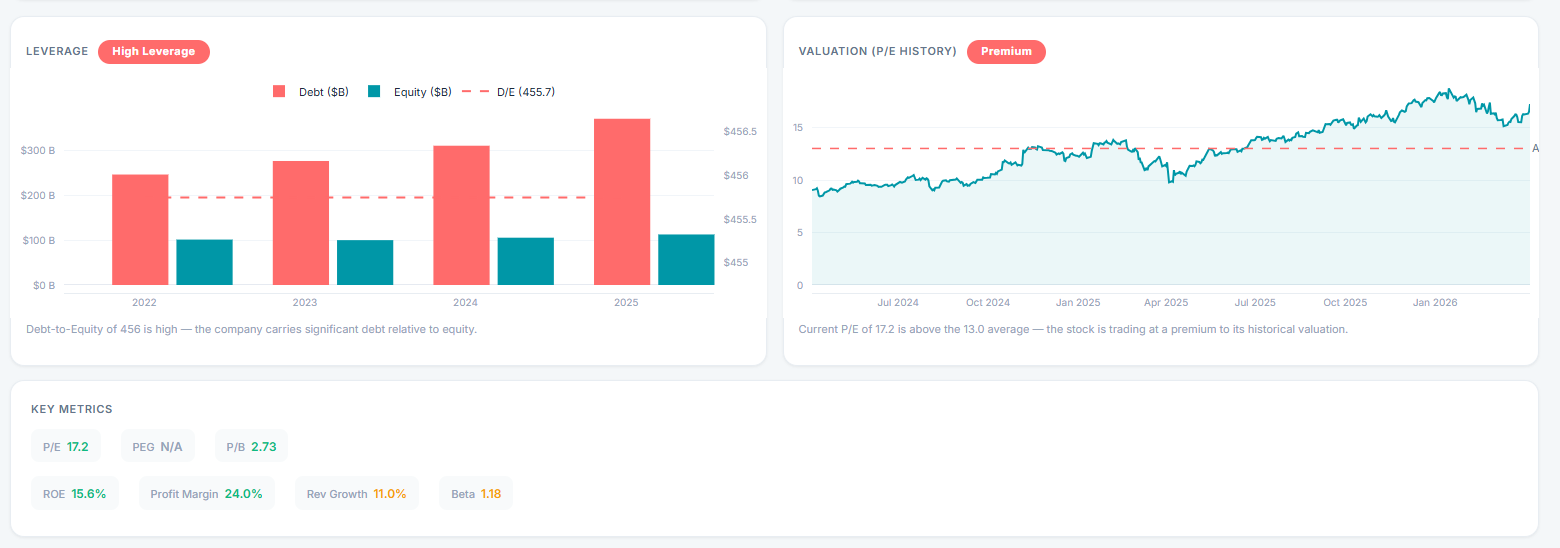 LEVERAGE High Leverage
Debt ($B) Equity ($B) D/E (455.7)
$300 B
$200 B
$100 B
$0 B
$456.5
$456
$455.5
$455
2022 2023 2024 2025
Debt-to-Equity of 456 is high — the company carries significant debt relative to equity.
VALUATION (P/E HISTORY) Premium
15
10
5
0
A
Jul 2024 Oct 2024 Jan 2025 Apr 2025 Jul 2025 Oct 2025 Jan 2026
Current P/E of 17.2 is above the 13.0 average — the stock is trading at a premium to its historical valuation.
KEY METRICS
P/E 17.2 PEG N/A P/B 2.73
ROE 15.6% Profit Margin 24.0% Rev Growth 11.0% Beta 1.18